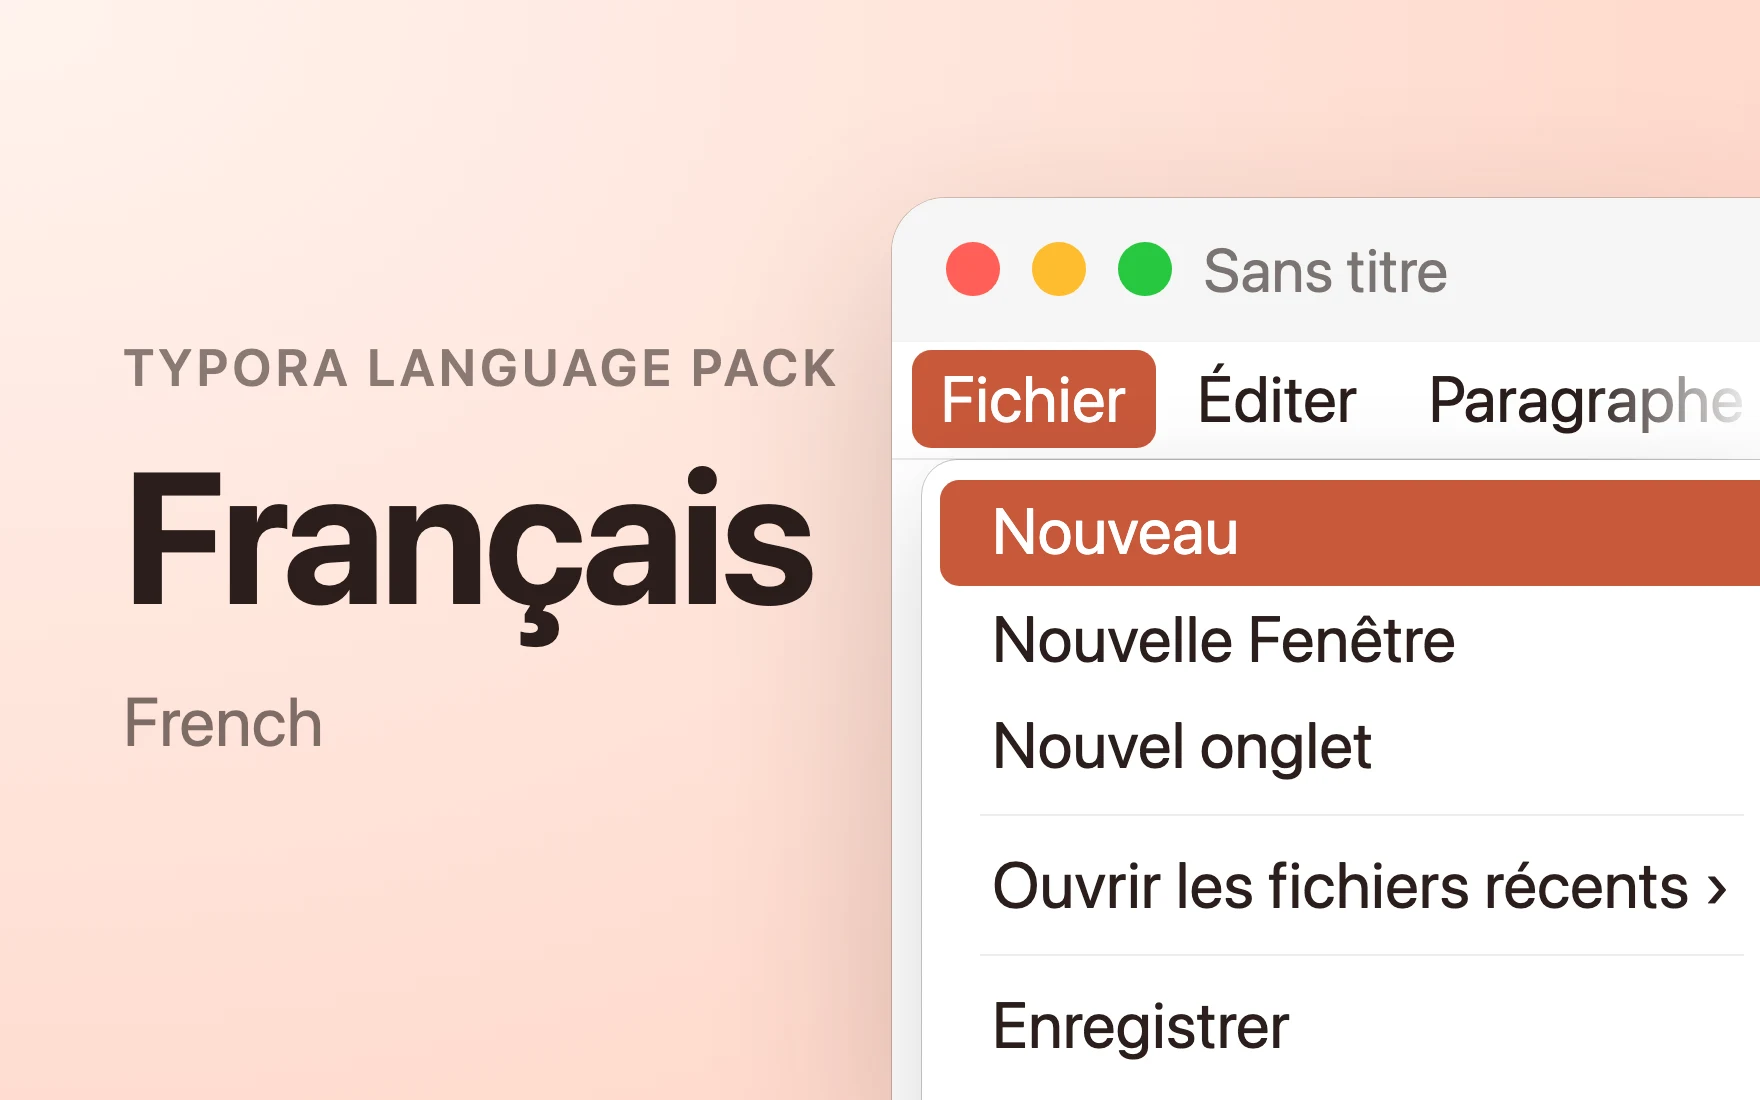 TYPORA LANGUAGE PACK
Français
French
Sans titre
Fichier Éditer Paragraphe
Nouveau
Nouvelle Fenêtre
Nouvel onglet
Ouvrir les fichiers récents ›
Enregistrer